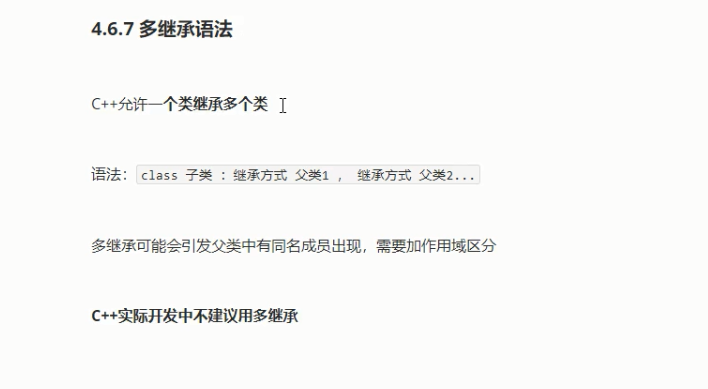 4.6.7 多继承语法
C++允许一个类继承多个类
语法：class 子类 ：继承方式 父类1 ， 继承方式 父类2...
多继承可能会引发父类中有同名成员出现，需要加作用域区分
C++实际开发中不建议用多继承